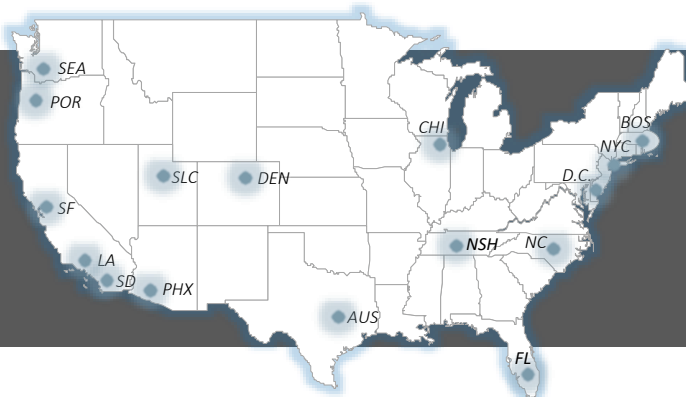 SEA
POR
CHI
BOS
NYC
SLC
DEN
D.C.
SF
NSH
NC
LA
SD
PHX
AUS
FL